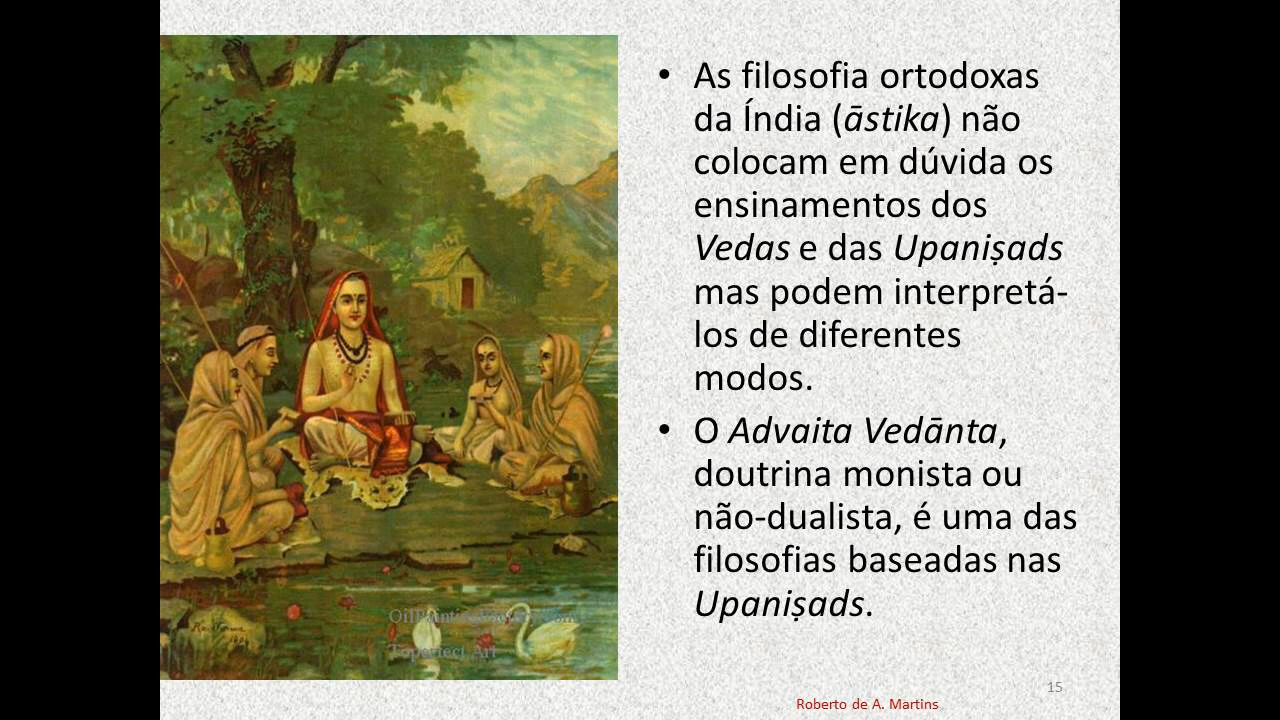 • As filosofia ortodoxas
da Índia (āstika) não
colocam em dúvida os
ensinamentos dos
Vedas e das Upaniṣads
mas podem interpretá-
los de diferentes
modos.
• O Advaita Vedānta,
doutrina monista ou
não-dualista, é uma das
filosofias baseadas nas
Upaniṣads.
Toperfect Art
15
Roberto de A. Martins